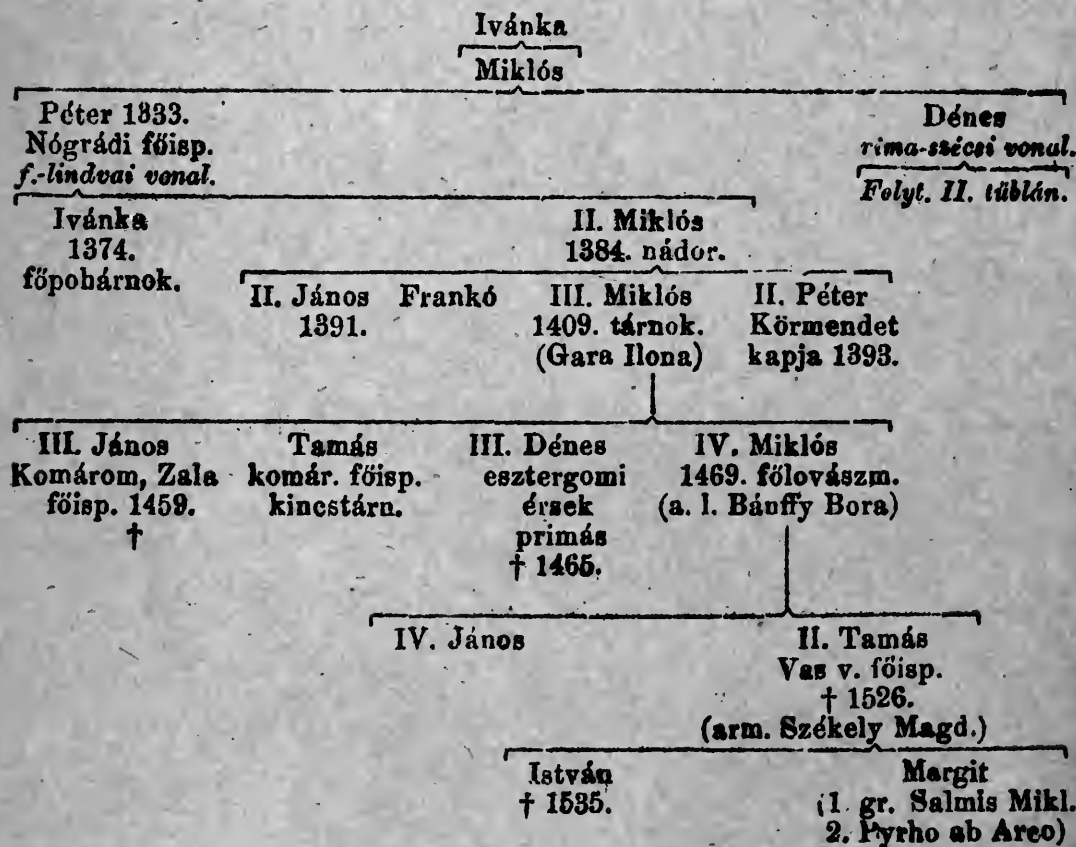 Ivánka
Miklós
Péter 1333.
Nógrádi főisp.
f.-lindvai vonal.
Dénes
rima-szécsi vonal.
Folyt. II. táblán.
Ivánka
1374.
főpohárnok.
II. Miklós
1384. nádor.
II. János
1391.
Frankó
III. Miklós
1409. tárnok.
(Gara Ilona)
II. Péter
Körmendet
kapja 1393.
III. János
Komárom, Zala
főisp. 1459.
†
Tamás
komár. főisp.
kincstárn.
III. Dénes
esztergomi
érsek
primás
† 1465.
IV. Miklós
1469. fölovászm.
(a. l. Bánffy Bora)
IV. János
II. Tamás
Vas v. főisp.
† 1526.
(arm. Székely Magd.)
István
† 1535.
Margit
(1. gr. Salmis Mikl.
2. Pyrho ab Arco)